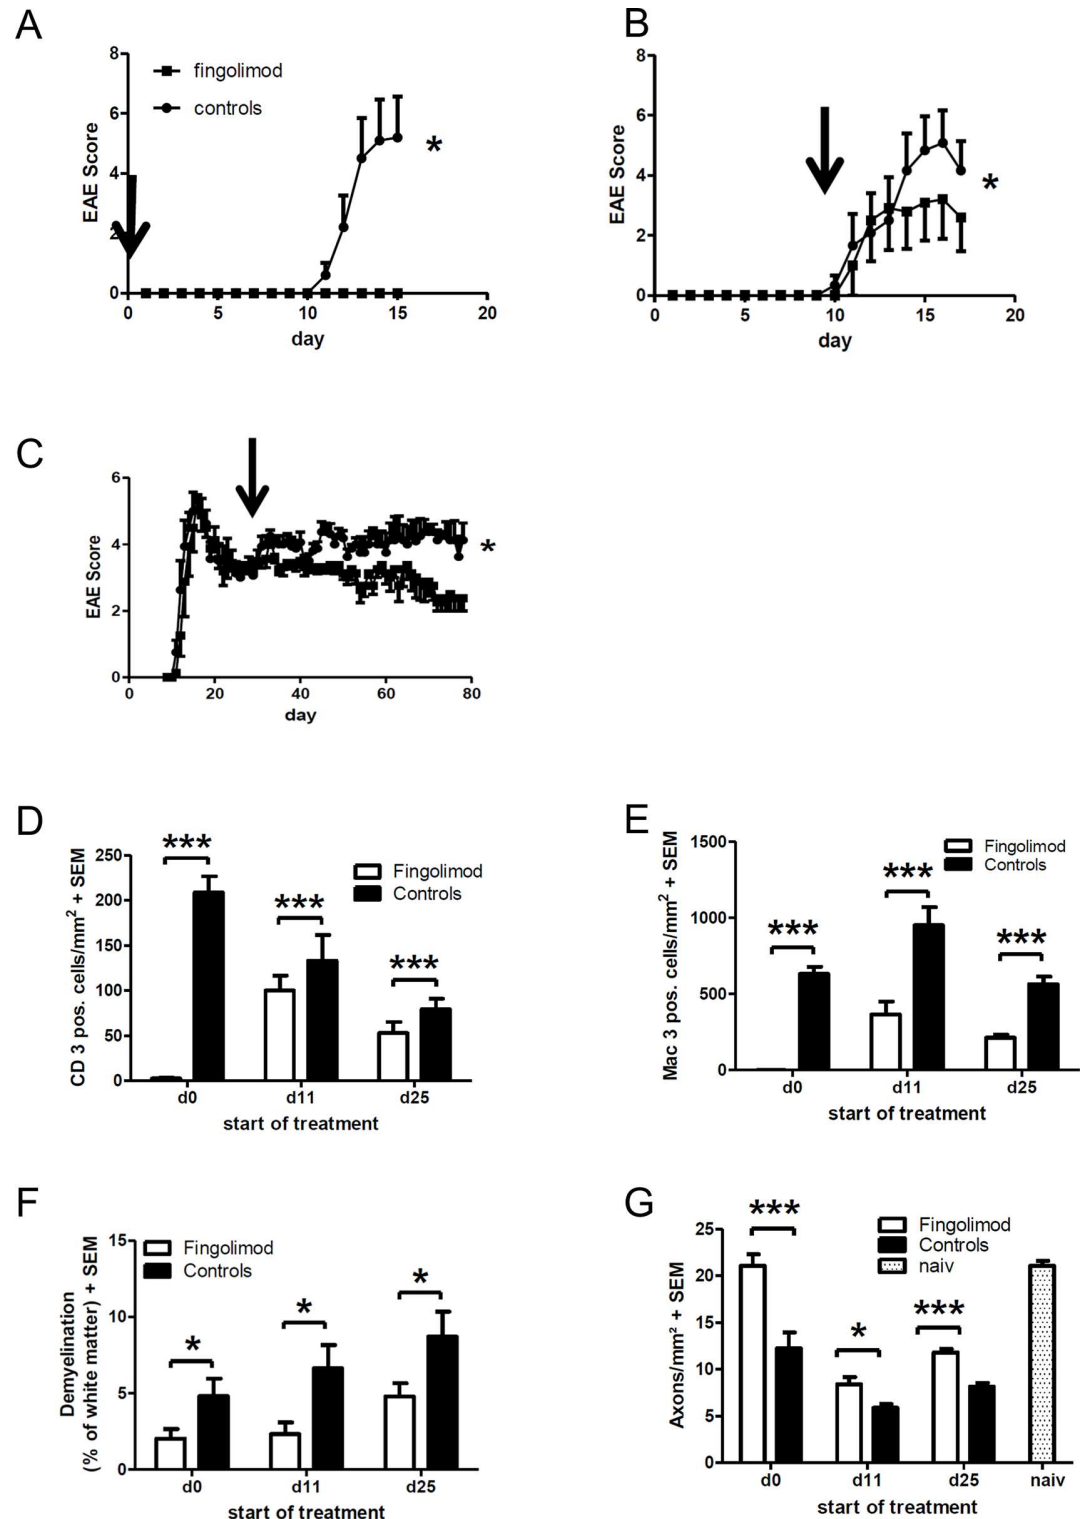 A
8
6
4
2
0
EAE Score
fingolimod
controls
*
0 5 10 15 20
day
B
8
6
4
2
0
EAE Score
*
0 5 10 15 20
day
C
6
4
2
0
EAE Score
*
0 20 40 60 80
day
D
250
200
150
100
50
0
CD 3 pos. cells/mm² + SEM
Fingolimod
Controls
***
***
***
d0 d11 d25
start of treatment
E
1500
1000
500
0
Mac 3 pos. cells/mm² + SEM
Fingolimod
Controls
***
***
***
d0 d11 d25
start of treatment
F
15
10
5
0
Demyelination
(% of white matter) + SEM
Fingolimod
Controls
*
*
*
d0 d11 d25
start of treatment
G
25
20
15
10
5
0
Axons/mm² + SEM
Fingolimod
Controls
naiv
***
*
***
d0 d11 d25 naiv
start of treatment